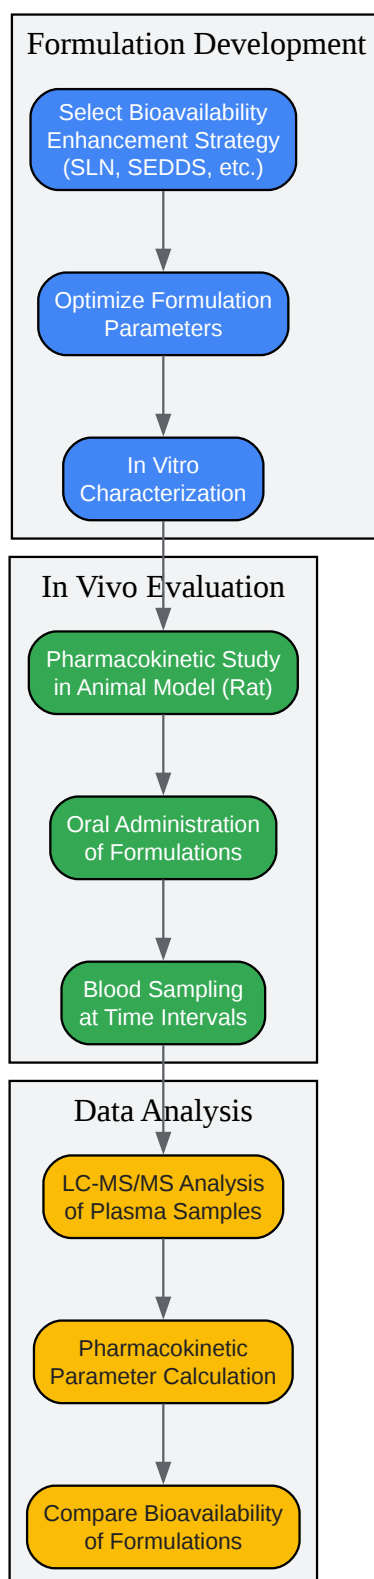 Formulation Development
Select Bioavailability
Enhancement Strategy
(SLN, SEDDS, etc.)
Optimize Formulation
Parameters
In Vitro
Characterization
In Vivo Evaluation
Pharmacokinetic Study
in Animal Model (Rat)
Oral Administration
of Formulations
Blood Sampling
at Time Intervals
Data Analysis
LC-MS/MS Analysis
of Plasma Samples
Pharmacokinetic
Parameter Calculation
Compare Bioavailability
of Formulations